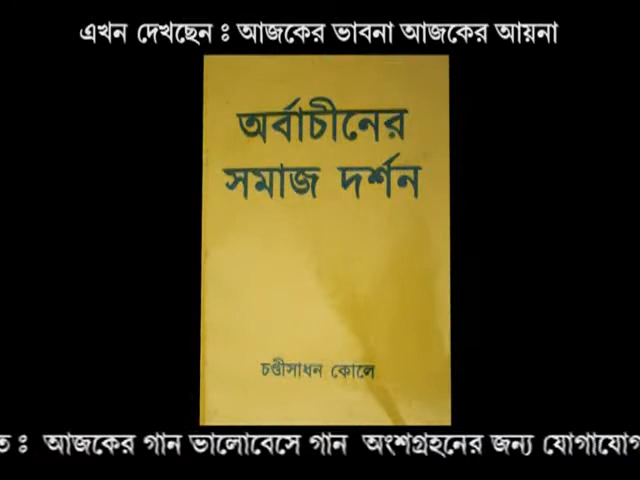 এখন দেখছেন ঃ আজকের ভাবনা আজকের আয়না
অর্বাচীনের
সমাজ দর্শন
চণ্ডীসাধন কোলে
ঃ আজকের গান ভালোবেসে গান অংশগ্রহনের জন্য যোগাযোগ